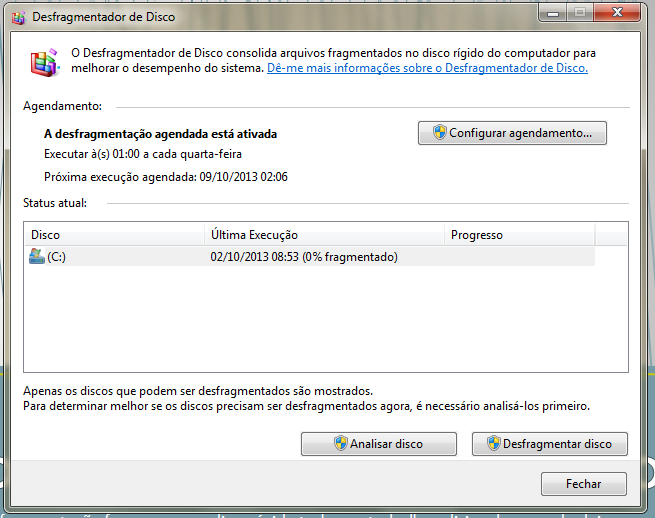 Desfragmentador de Disco
O Desfragmentador de Disco consolida arquivos fragmentados no disco rígido do computador para
melhorar o desempenho do sistema. Dê-me mais informações sobre o Desfragmentador de Disco.
Agendamento:
A desfragmentação agendada está ativada
Configurar agendamento...
Executar à(s) 01:00 a cada quarta-feira
Próxima execução agendada: 09/10/2013 02:06
Status atual:
Disco Última Execução Progresso
(C:) 02/10/2013 08:53 (0% fragmentado)
Apenas os discos que podem ser desfragmentados são mostrados.
Para determinar melhor se os discos precisam ser desfragmentados agora, é necessário analisá-los primeiro.
Analisar disco Desfragmentar disco
Fechar